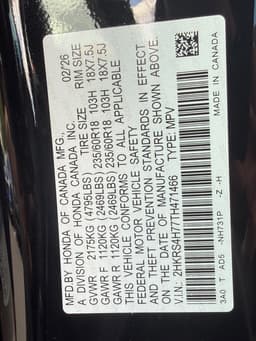 MFD BY HONDA OF CANADA MFG., 02/26
A DIVISION OF HONDA CANADA INC.
GVWR 2175KG (4795LBS) TIRE SIZE RIM SIZE
GAWR F 1120KG (2469LBS) 235/60R18 103H 18X7.5J
GAWR R 1120KG (2469LBS) 235/60R18 103H 18X7.5J
THIS VEHICLE CONFORMS TO ALL APPLICABLE
FEDERAL MOTOR VEHICLE SAFETY
AND THEFT PREVENTION STANDARDS IN EFFECT
ON THE DATE OF MANUFACTURE SHOWN ABOVE.
V.I.N: 2HKRS4H77TH471466 TYPE: MPV
3A0 T AD5 -NH731P -Z -H MADE IN CANADA